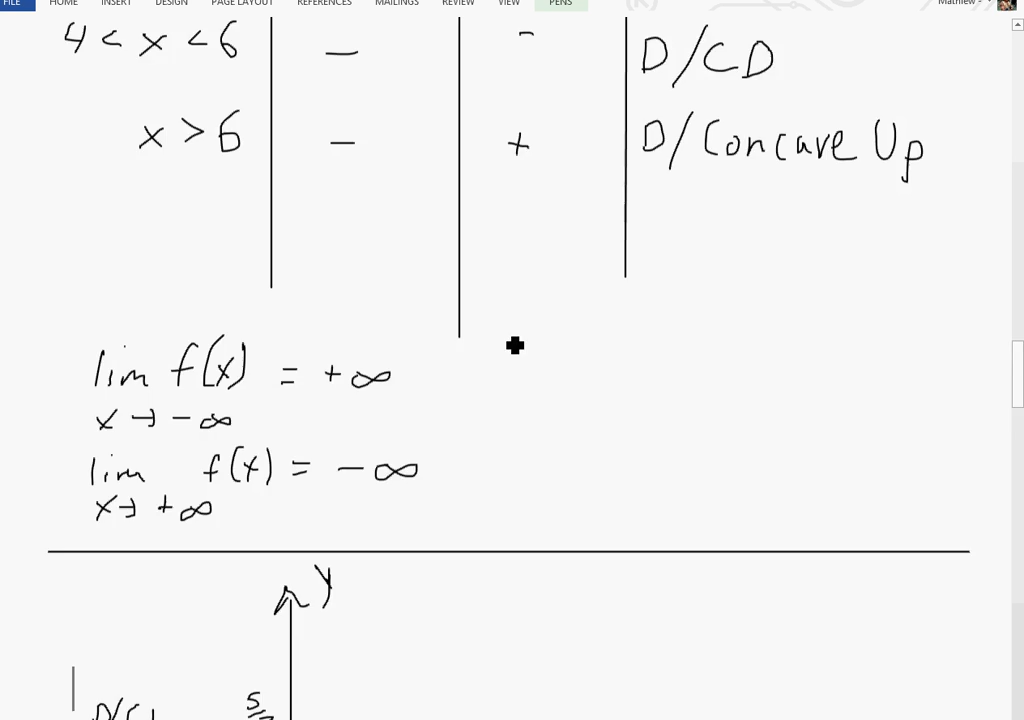 FILE HOME INSERT DESIGN PAGE LAYOUT REFERENCES MAILINGS REVIEW VIEW PENS
4 < x < 6 − − D/CD
x > 6 − + D/Concave Up
lim f(x) = +∞
x → −∞
lim f(x) = −∞
x → +∞
y
5